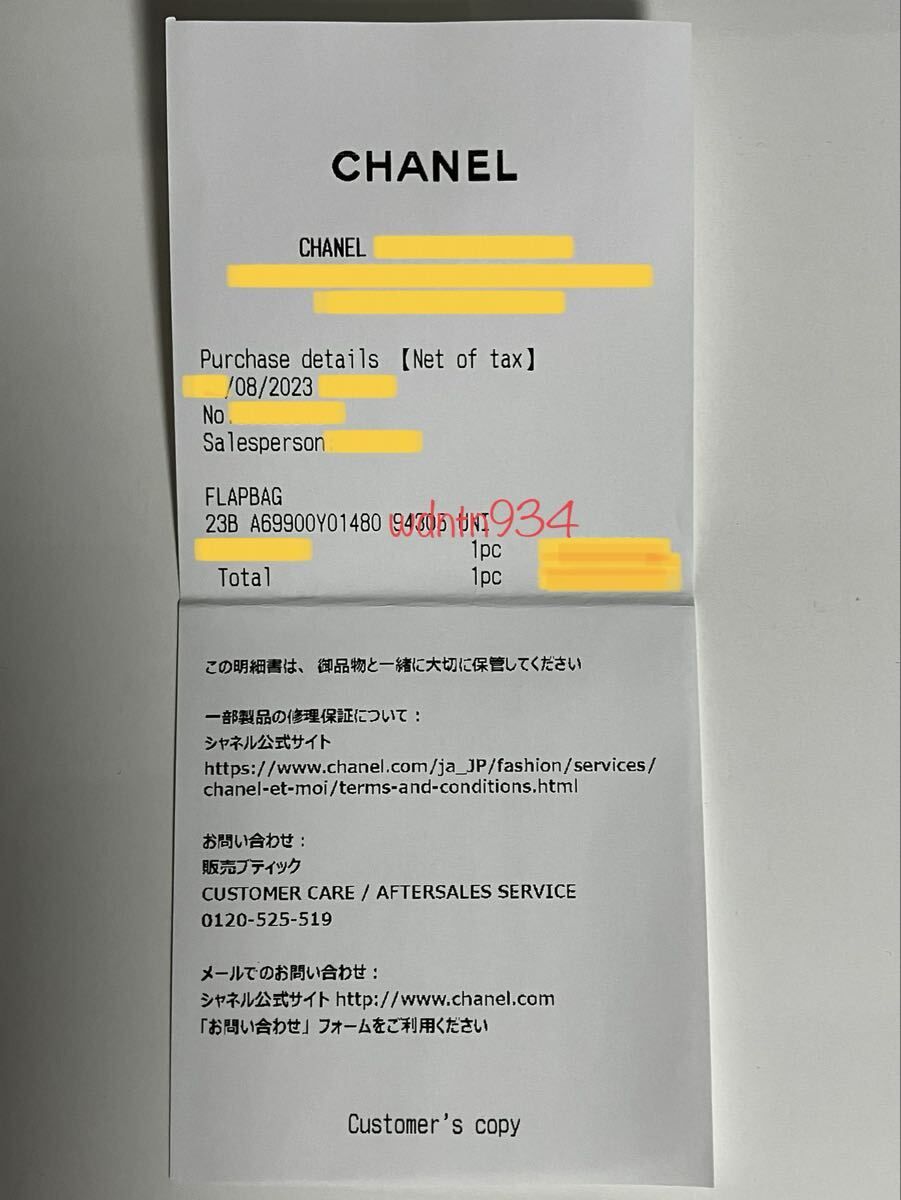 CHANEL
CHANEL
Purchase details 【Net of tax】
/08/2023
No.
Salesperson
FLAPBAG
23B A69900Y01480 94305 UNI
wdntn934
1pc
Total 1pc
この明細書は、御品物と一緒に大切に保管してください
一部製品の修理保証について：
シャネル公式サイト
https://www.chanel.com/ja_JP/fashion/services/
chanel-et-moi/terms-and-conditions.html
お問い合わせ：
販売ブティック
CUSTOMER CARE / AFTERSALES SERVICE
0120-525-519
メールでのお問い合わせ：
シャネル公式サイト http://www.chanel.com
「お問い合わせ」フォームをご利用ください
Customer's copy